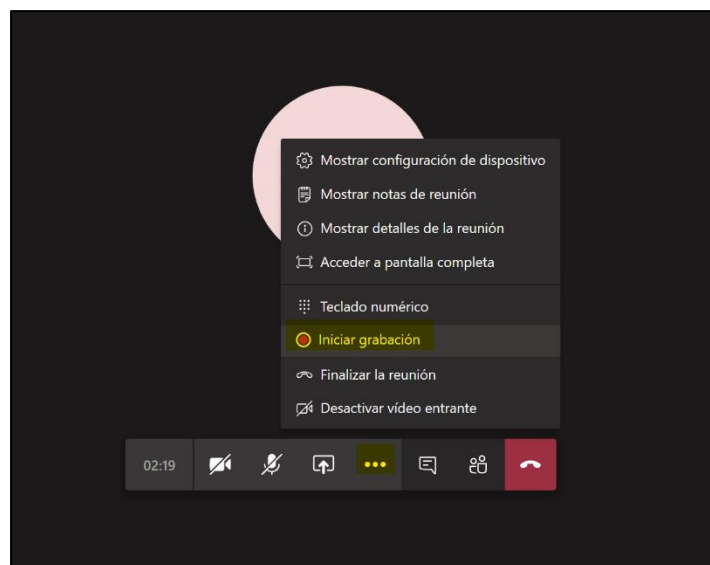 Mostrar configuración de dispositivo
Mostrar notas de reunión
Mostrar detalles de la reunión
Acceder a pantalla completa
Teclado numérico
Iniciar grabación
Finalizar la reunión
Desactivar vídeo entrante
02:19